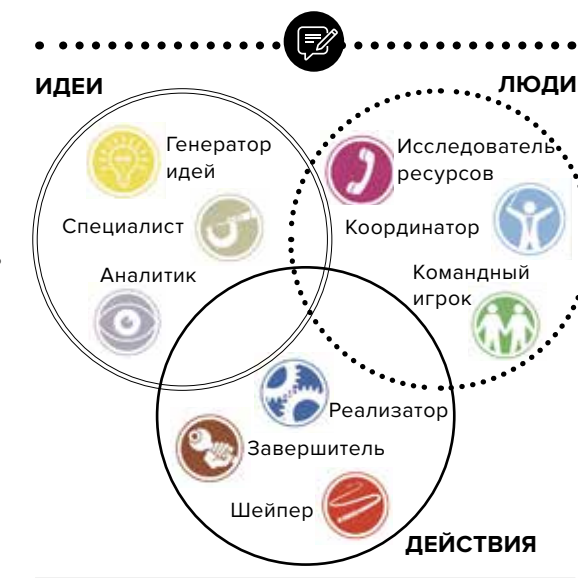 ИДЕИ
ЛЮДИ
Генератор
идей
Специалист
Аналитик
Исследователь
ресурсов
Координатор
Командный
игрок
Реализатор
Завершитель
Шейпер
ДЕЙСТВИЯ